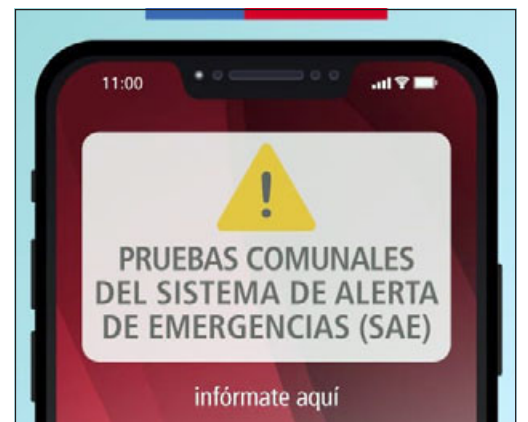 11:00
!
PRUEBAS COMUNALES
DEL SISTEMA DE ALERTA
DE EMERGENCIAS (SAE)
infórmate aquí